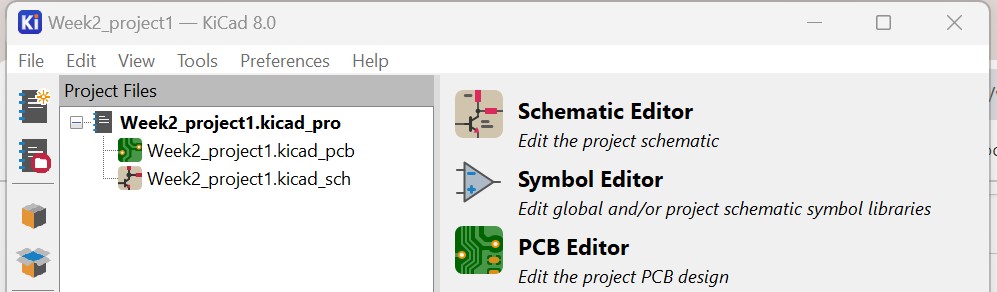 Ki Week2_project1 — KiCad 8.0
File Edit View Tools Preferences Help
Project Files
Week2_project1.kicad_pro
Week2_project1.kicad_pcb
Week2_project1.kicad_sch
Schematic Editor
Edit the project schematic
Symbol Editor
Edit global and/or project schematic symbol libraries
PCB Editor
Edit the project PCB design